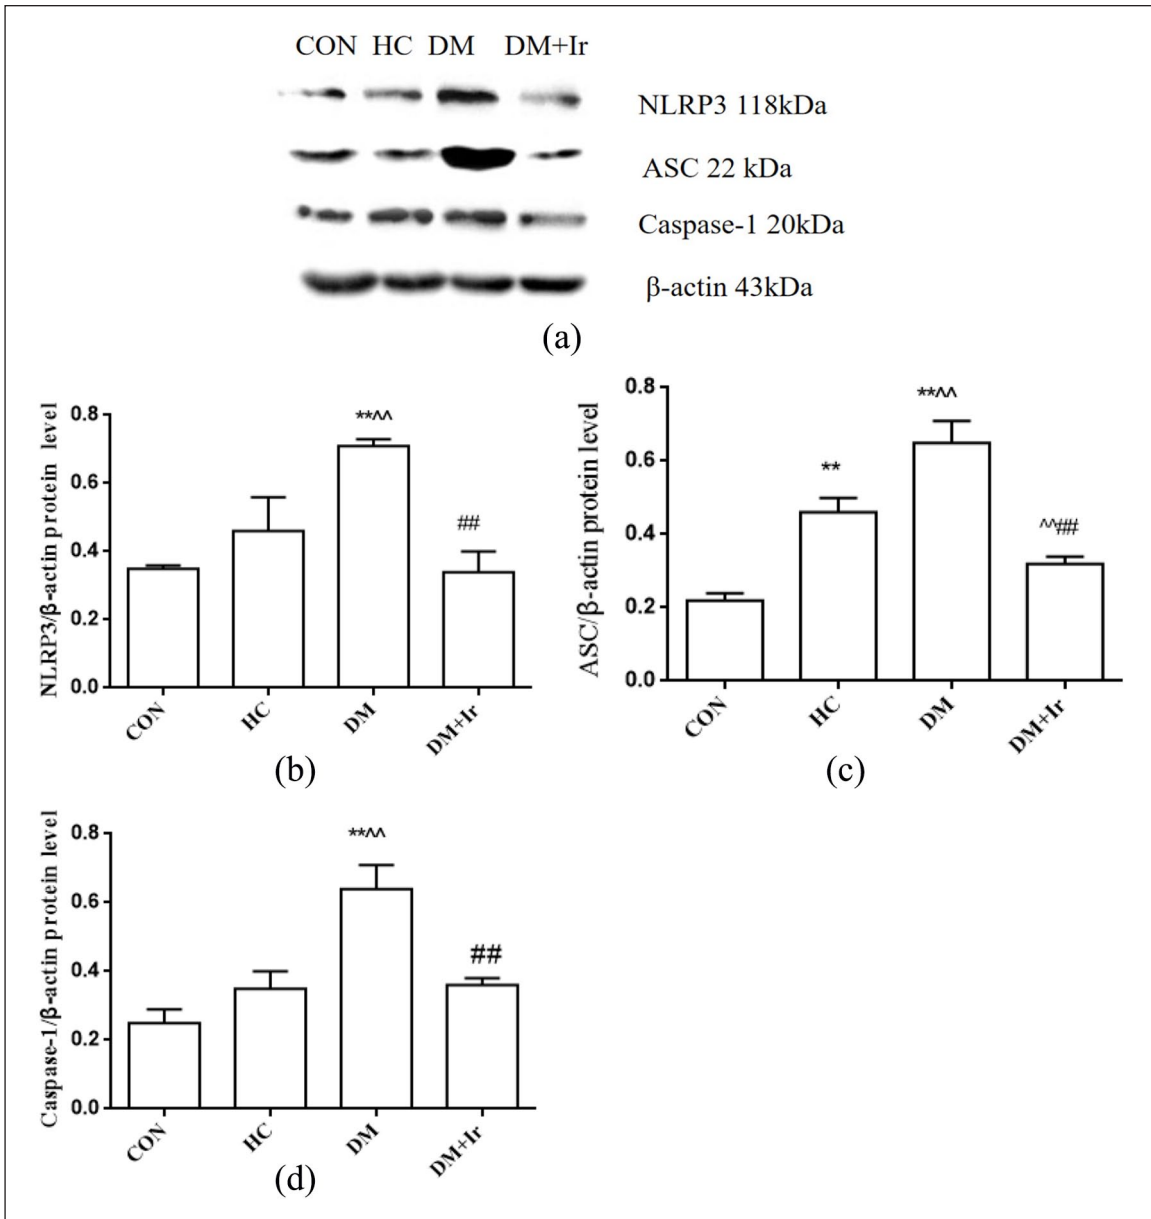 CON HC DM DM+Ir
NLRP3 118kDa
ASC 22 kDa
Caspase-1 20kDa
β-actin 43kDa
(a)
NLRP3/β-actin protein level
0.8
0.6
0.4
0.2
0.0
**^^
##
CON
HC
DM
DM+Ir
(b)
ASC/β-actin protein level
0.8
0.6
0.4
0.2
0.0
**
**^^
^^##
CON
HC
DM
DM+Ir
(c)
Caspase-1/β-actin protein level
0.8
0.6
0.4
0.2
0.0
**^^
##
CON
HC
DM
DM+Ir
(d)